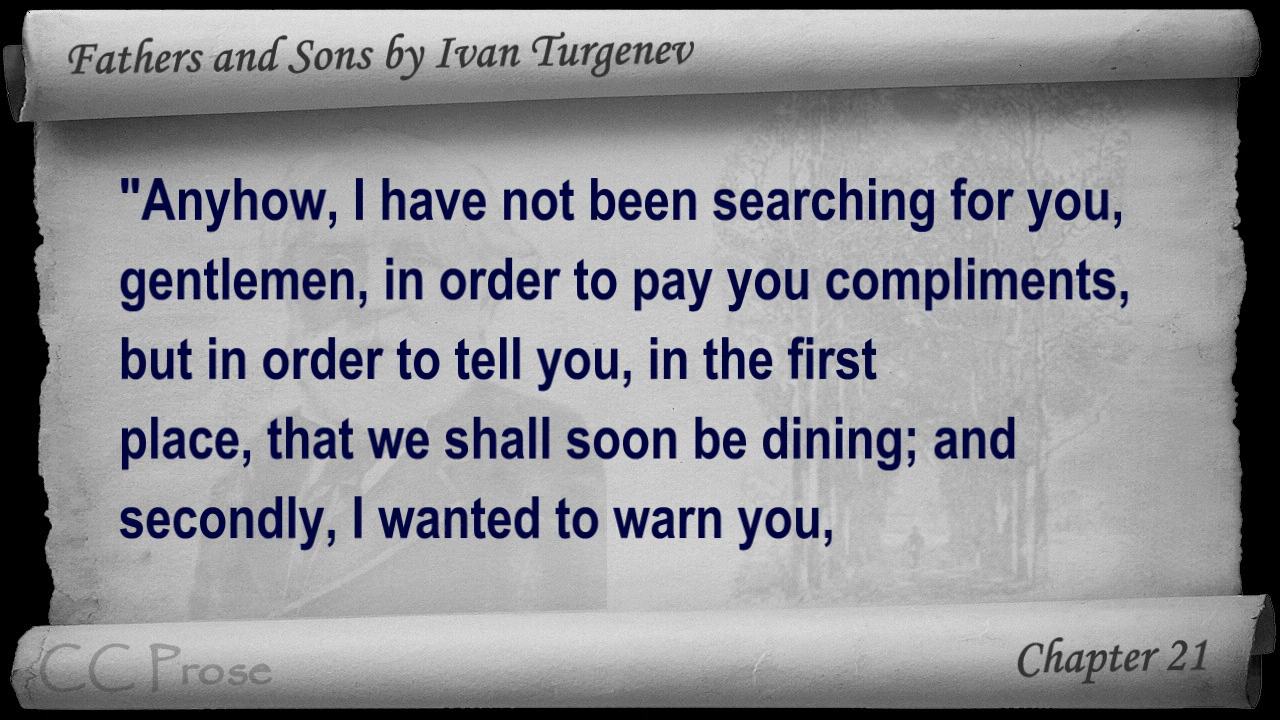 Fathers and Sons by Ivan Turgenev
"Anyhow, I have not been searching for you,
gentlemen, in order to pay you compliments,
but in order to tell you, in the first
place, that we shall soon be dining; and
secondly, I wanted to warn you,
CC Prose
Chapter 21